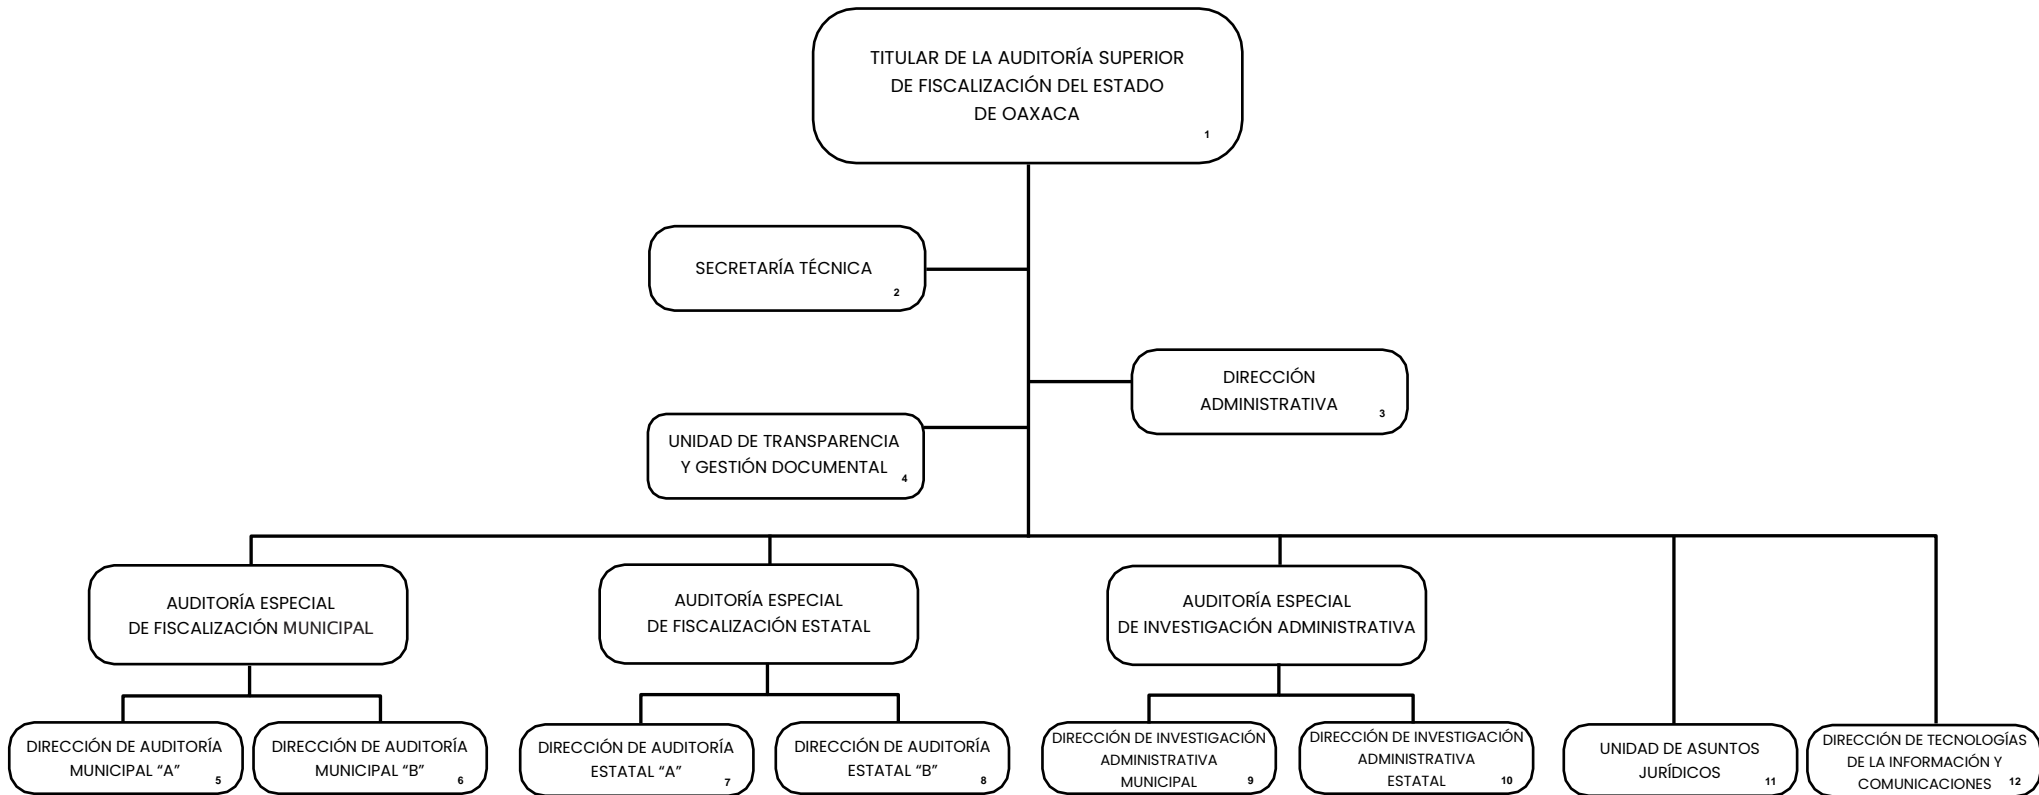 TITULAR DE LA AUDITORÍA SUPERIOR
DE FISCALIZACIÓN DEL ESTADO
DE OAXACA
1
SECRETARÍA TÉCNICA
2
DIRECCIÓN
ADMINISTRATIVA
3
UNIDAD DE TRANSPARENCIA
Y GESTIÓN DOCUMENTAL
4
AUDITORÍA ESPECIAL
DE FISCALIZACIÓN MUNICIPAL
AUDITORÍA ESPECIAL
DE FISCALIZACIÓN ESTATAL
AUDITORÍA ESPECIAL
DE INVESTIGACIÓN ADMINISTRATIVA
DIRECCIÓN DE AUDITORÍA
MUNICIPAL “A”
5
DIRECCIÓN DE AUDITORÍA
MUNICIPAL “B”
6
DIRECCIÓN DE AUDITORÍA
ESTATAL “A”
7
DIRECCIÓN DE AUDITORÍA
ESTATAL “B”
8
DIRECCIÓN DE INVESTIGACIÓN
ADMINISTRATIVA
MUNICIPAL
9
DIRECCIÓN DE INVESTIGACIÓN
ADMINISTRATIVA
ESTATAL
10
UNIDAD DE ASUNTOS
JURÍDICOS
11
DIRECCIÓN DE TECNOLOGÍAS
DE LA INFORMACIÓN Y
COMUNICACIONES
12